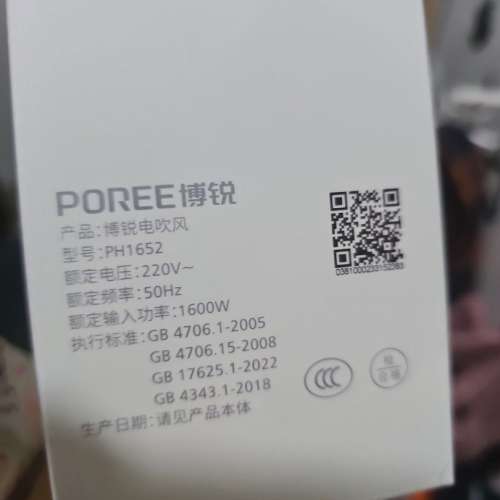 POREE博锐
产品:博锐电吹风
型号:PH1652
额定电压:220V~
额定频率:50Hz
额定输入功率:1600W
执行标准:GB 4706.1-2005
GB 4706.15-2008
GB 17625.1-2022
GB 4343.1-2018
生产日期:请见产品本体
0381000233152283
CCC